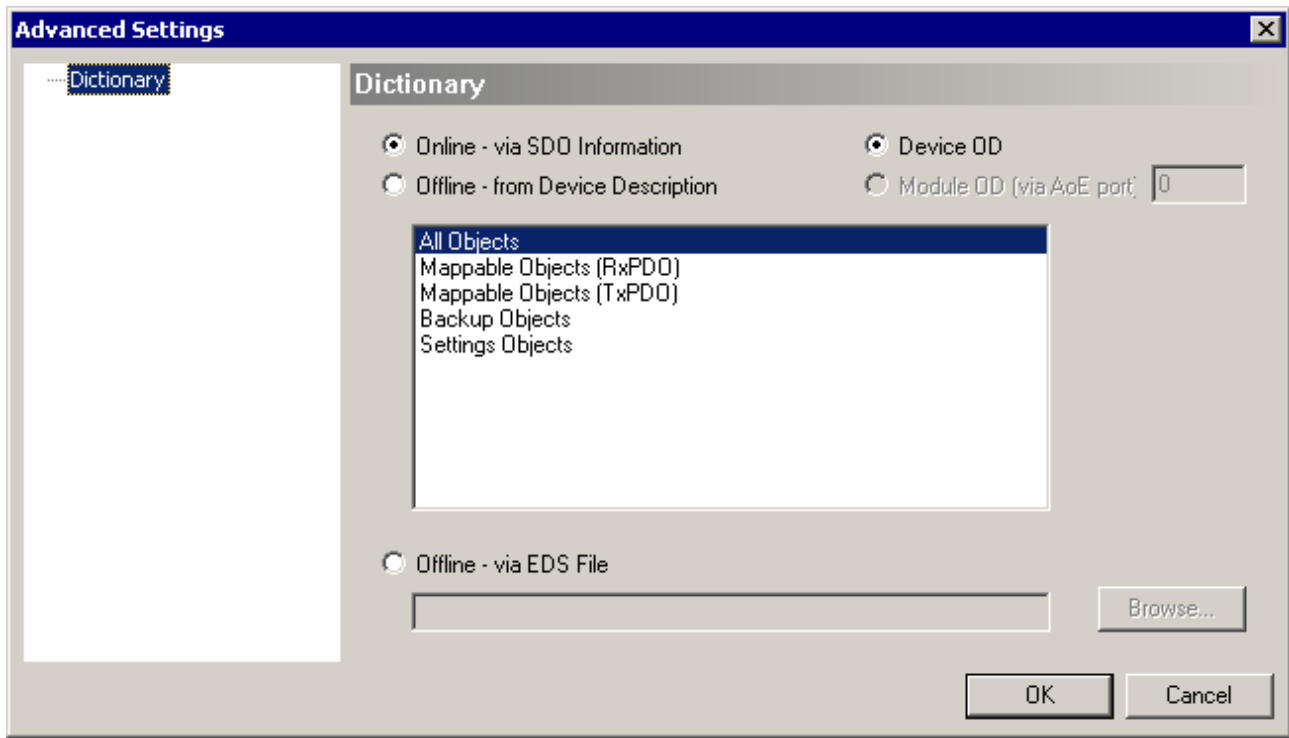 Advanced Settings
Dictionary
Dictionary
Online - via SDO Information
Device OD
Offline - from Device Description
Module OD (via AoE port)
0
All Objects
Mappable Objects (RxPDO)
Mappable Objects (TxPDO)
Backup Objects
Settings Objects
Offline - via EDS File
Browse...
OK
Cancel